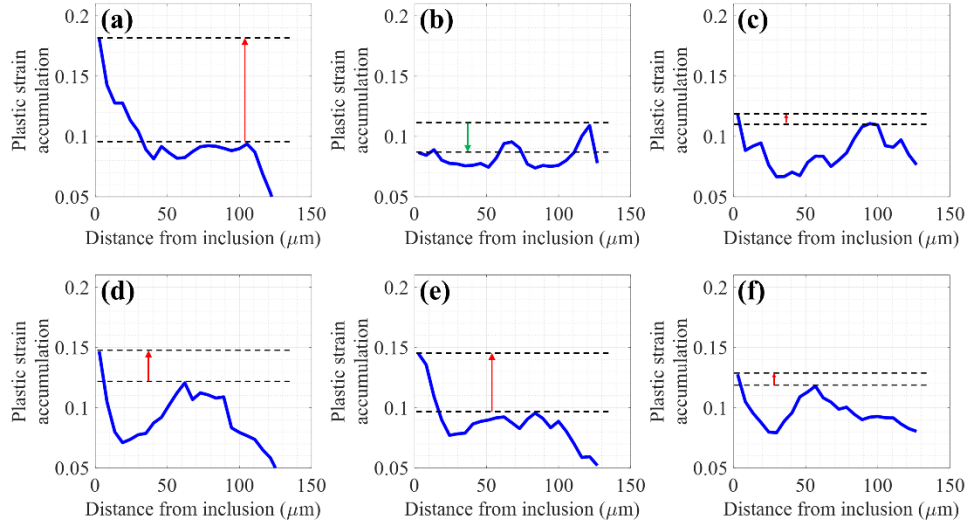 (a)
Plastic strain
accumulation
0.2
0.15
0.1
0.05
0
50
100
150
Distance from inclusion (μm)
(b)
Plastic strain
accumulation
0.2
0.15
0.1
0.05
0
50
100
150
Distance from inclusion (μm)
(c)
Plastic strain
accumulation
0.2
0.15
0.1
0.05
0
50
100
150
Distance from inclusion (μm)
(d)
Plastic strain
accumulation
0.2
0.15
0.1
0.05
0
50
100
150
Distance from inclusion (μm)
(e)
Plastic strain
accumulation
0.2
0.15
0.1
0.05
0
50
100
150
Distance from inclusion (μm)
(f)
Plastic strain
accumulation
0.2
0.15
0.1
0.05
0
50
100
150
Distance from inclusion (μm)